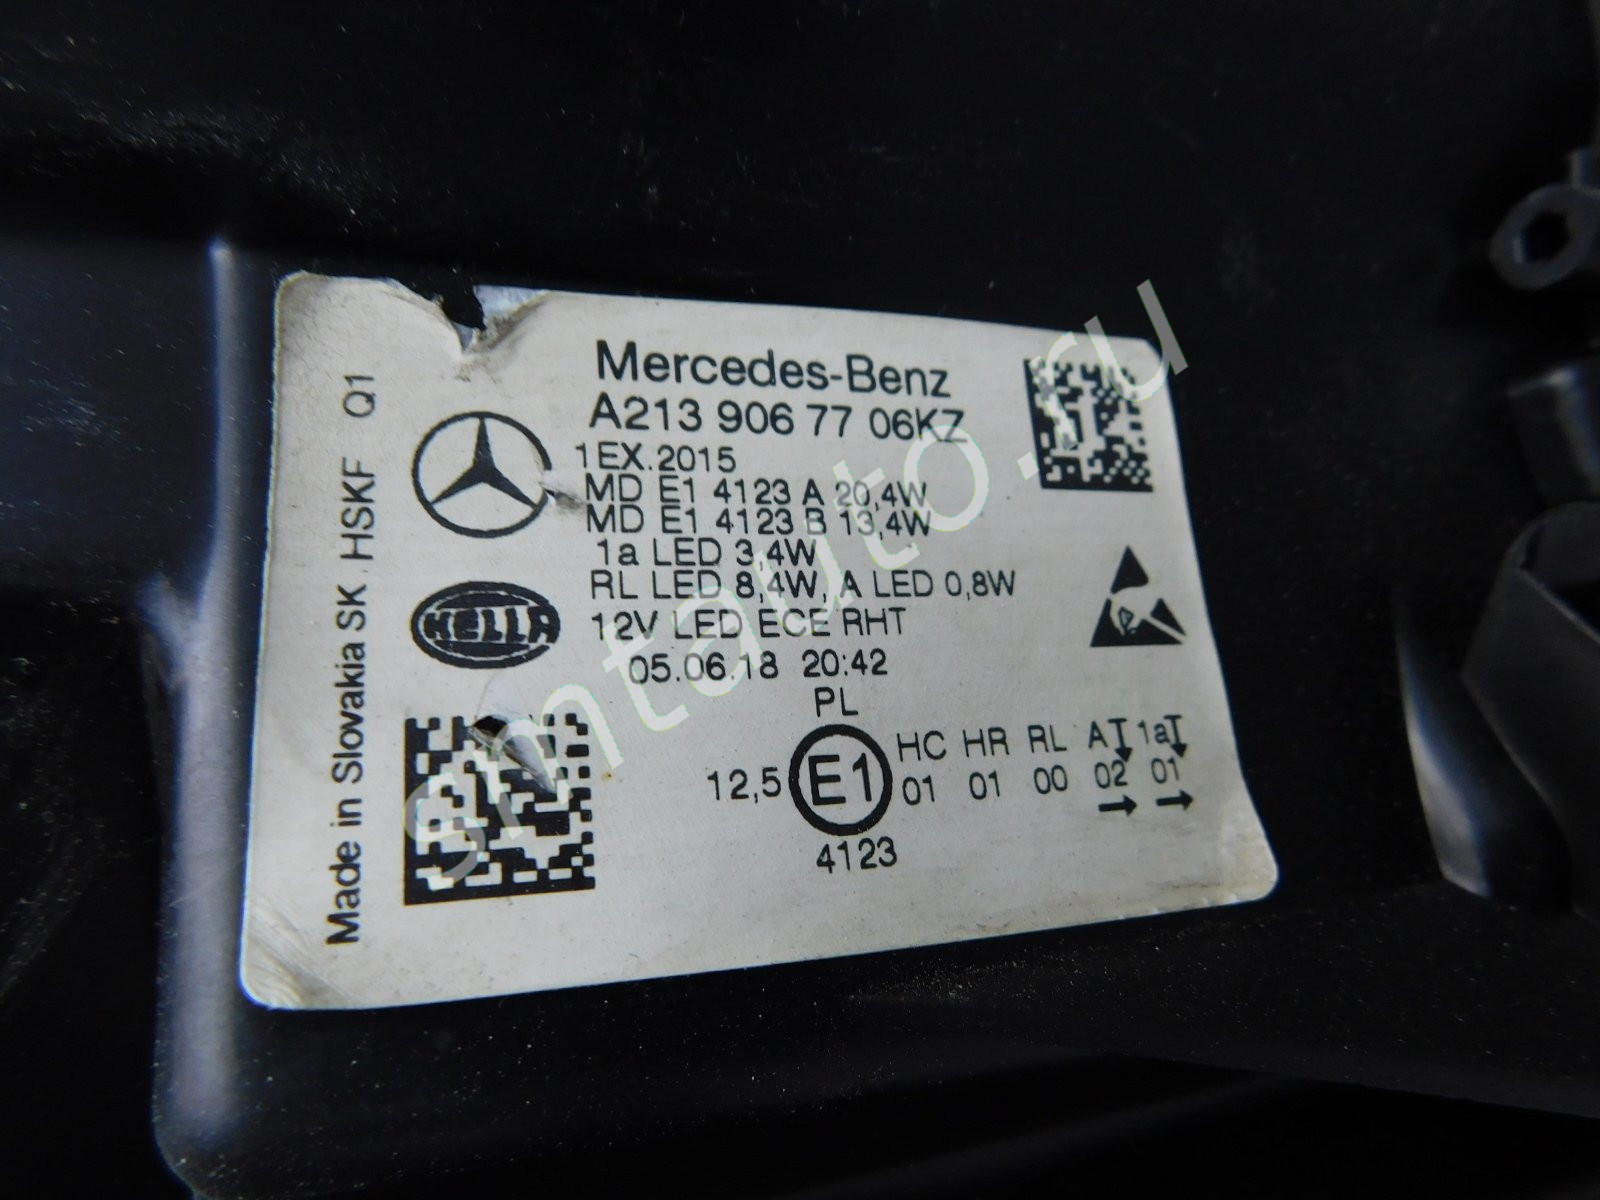 Mercedes-Benz
A213 906 77 06KZ
1EX.2015
MD E1 4123 A 20,4W
MD E1 4123 B 13,4W
1a LED 3,4W
RL LED 8,4W, A LED 0,8W
12V LED ECE RHT
05.06.18 20:42
PL
HELLA
12,5 E1 HC HR RL A 1a
01 01 00 02 01
4123
Made in Slovakia SK HSKF Q1
smtauto.ru